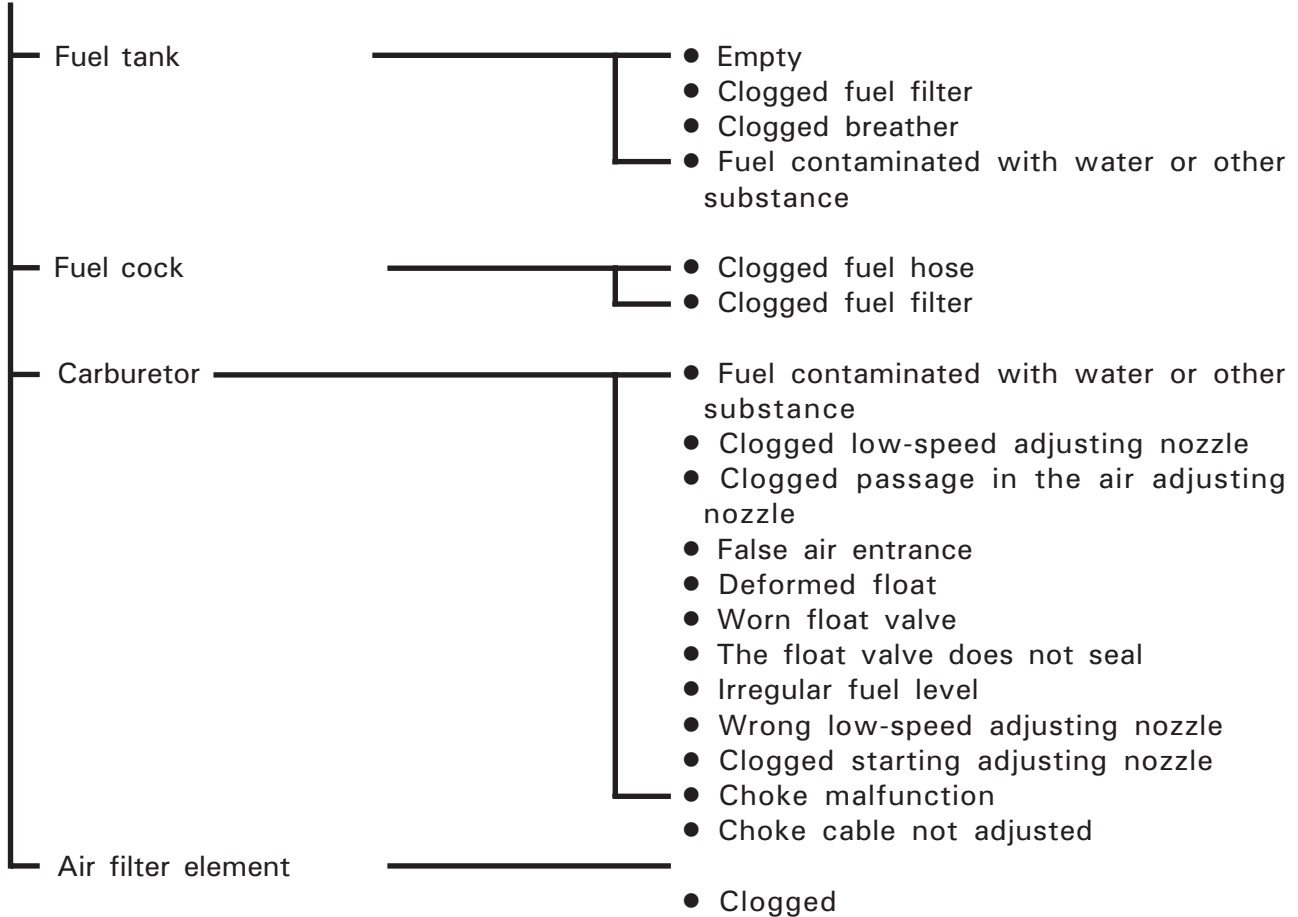 Fuel tank
● Empty
● Clogged fuel filter
● Clogged breather
● Fuel contaminated with water or other
substance
Fuel cock
● Clogged fuel hose
● Clogged fuel filter
Carburetor
● Fuel contaminated with water or other
substance
● Clogged low-speed adjusting nozzle
● Clogged passage in the air adjusting
nozzle
● False air entrance
● Deformed float
● Worn float valve
● The float valve does not seal
● Irregular fuel level
● Wrong low-speed adjusting nozzle
● Clogged starting adjusting nozzle
● Choke malfunction
● Choke cable not adjusted
Air filter element
● Clogged